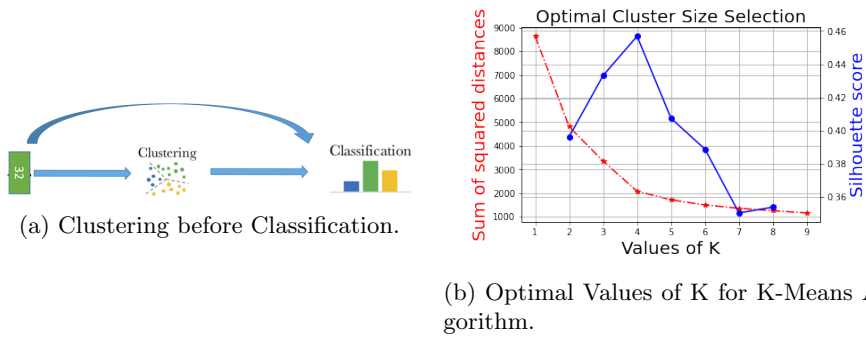 32
Clustering
Classification
(a) Clustering before Classification.
Optimal Cluster Size Selection
Sum of squared distances
9000
8000
7000
6000
5000
4000
3000
2000
1000
0.46
0.44
0.42
0.40
0.38
0.36
Silhouette score
1 2 3 4 5 6 7 8 9
Values of K
(b) Optimal Values of K for K-Means
gorithm.